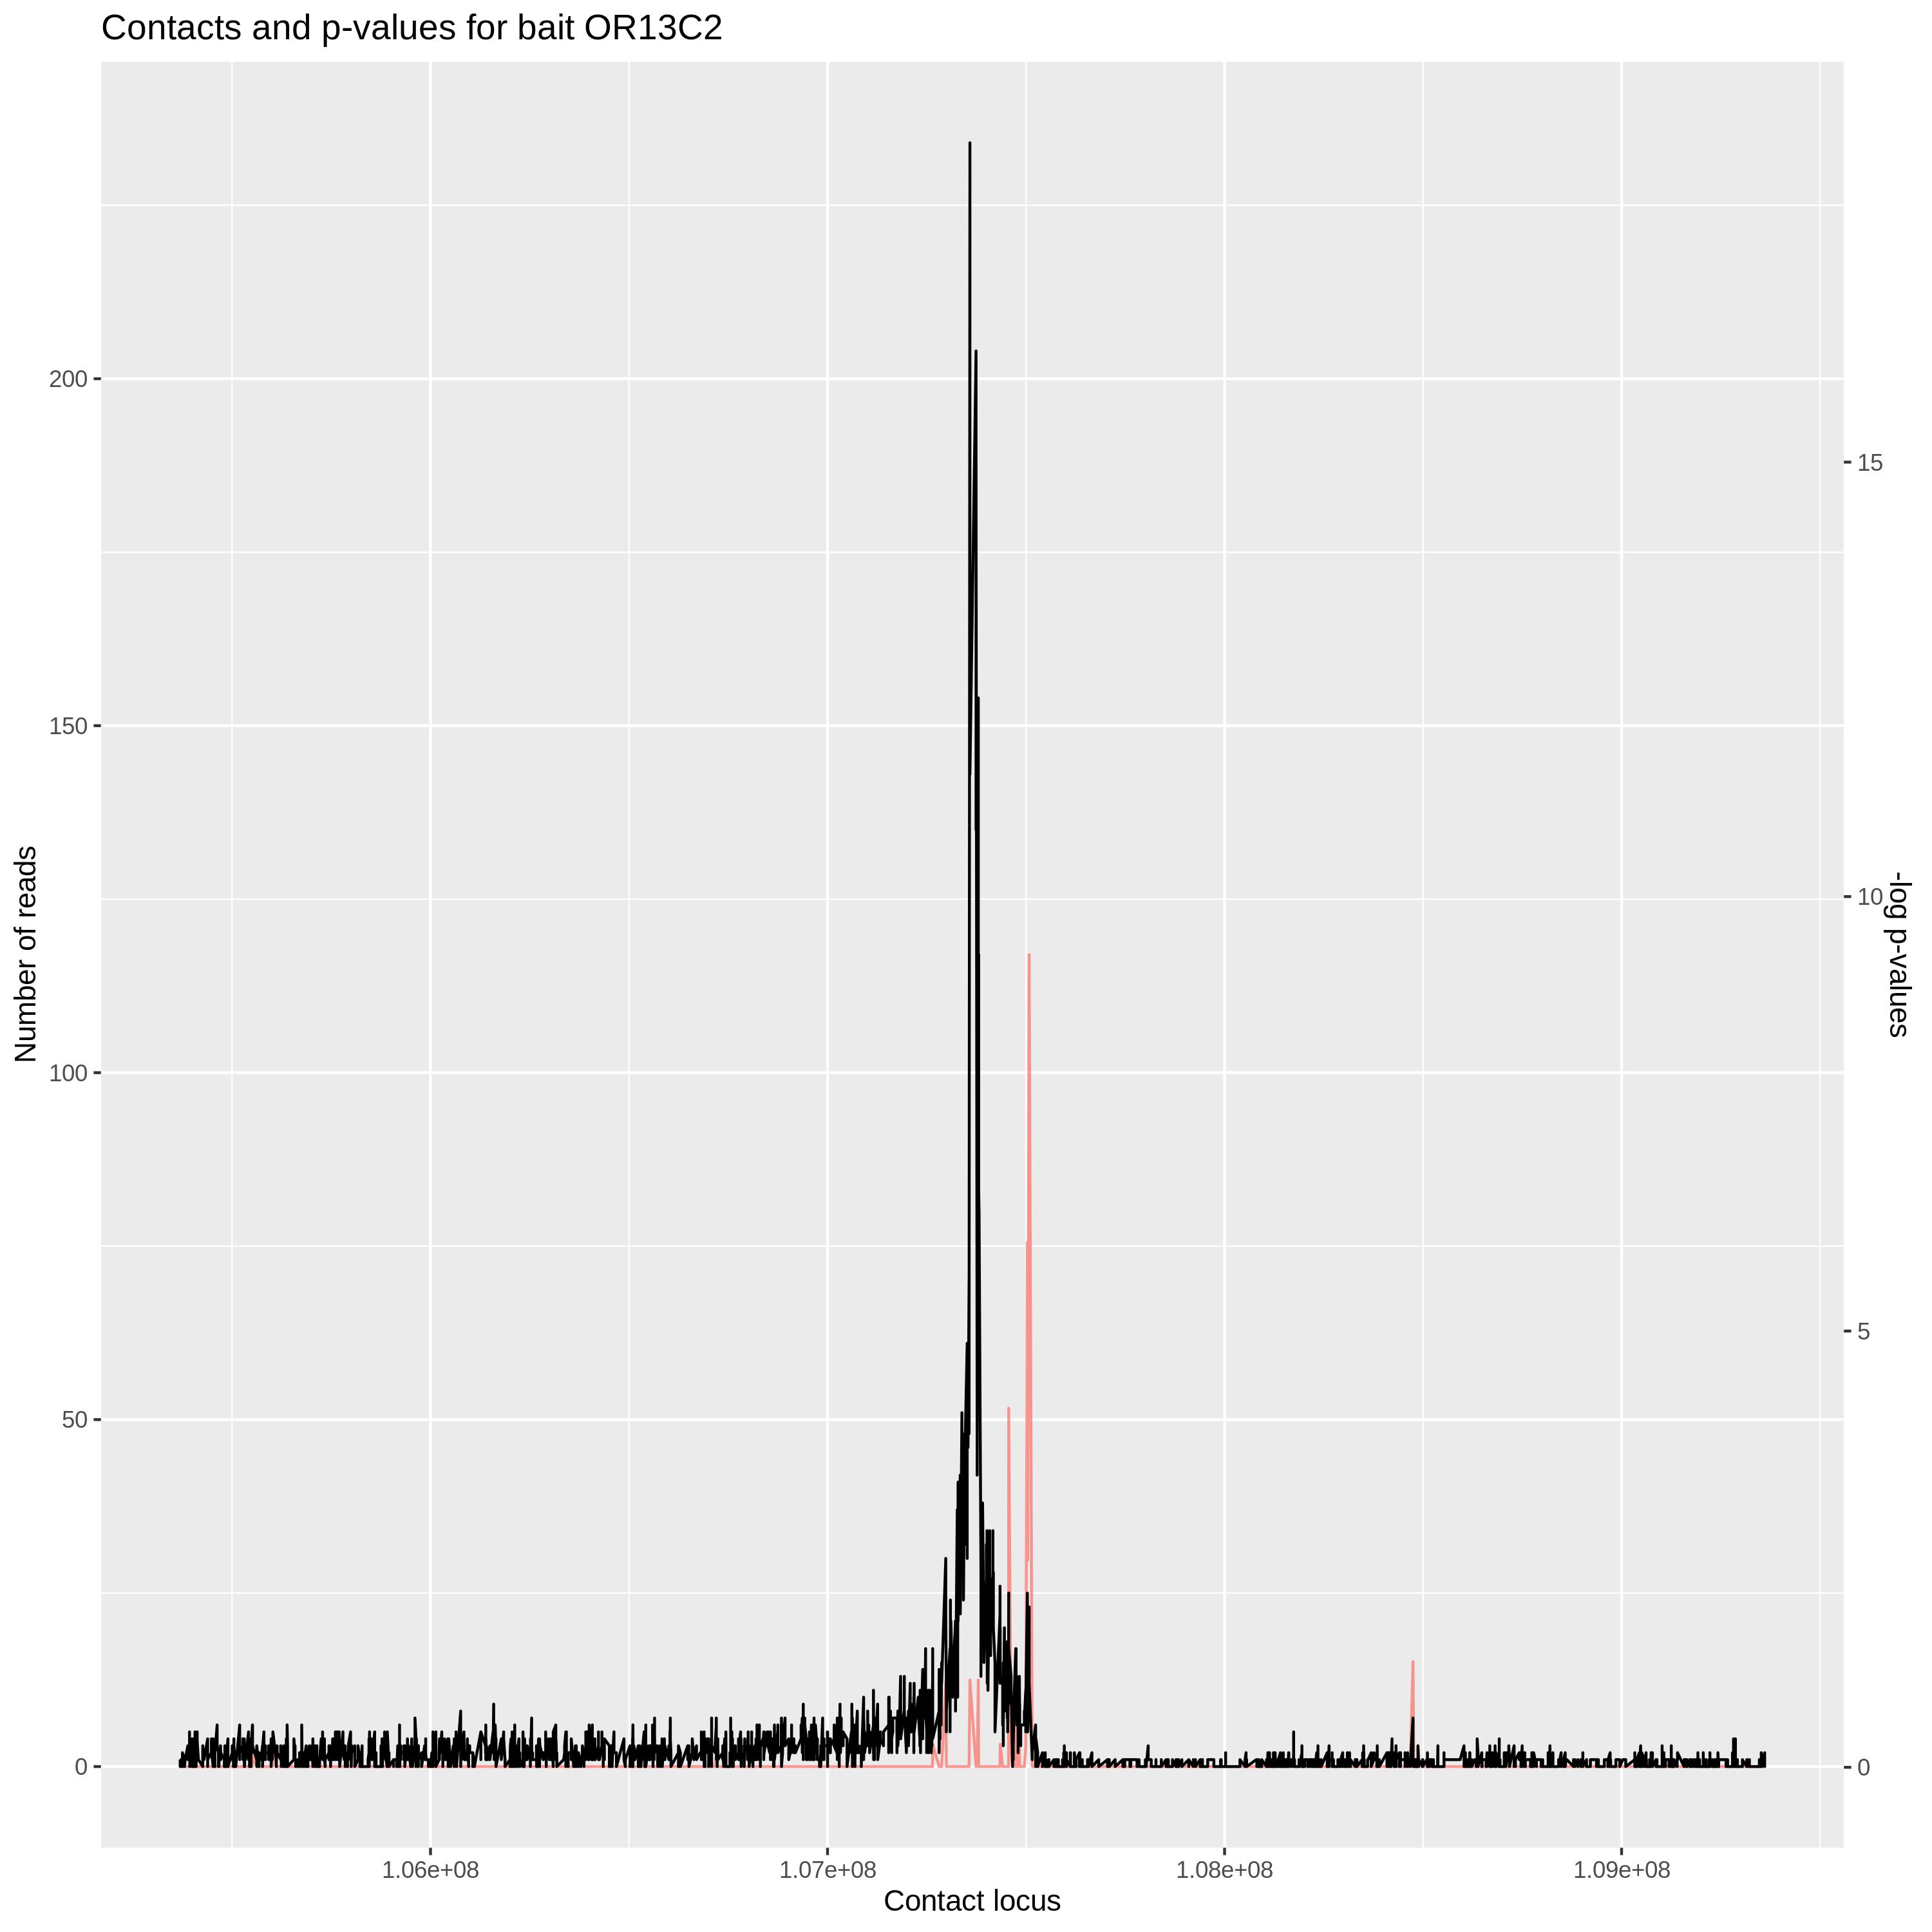 Contacts and p-values for bait OR13C2
Number of reads
200
150
100
50
0
15
10
5
0
-log p-values
1.06e+08
1.07e+08
1.08e+08
1.09e+08
Contact locus